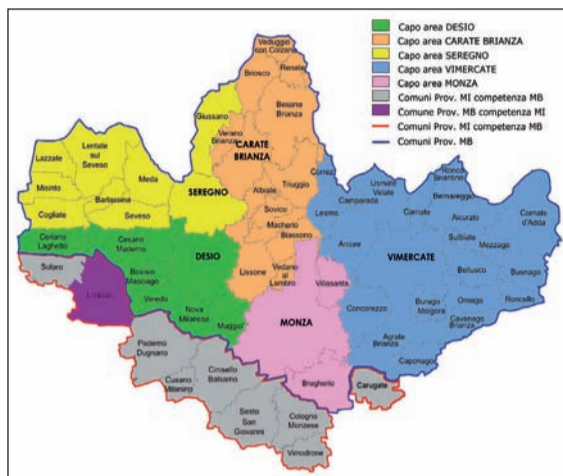 Capo area DESIO
Capo area CARATE BRIANZA
Capo area SEREGNO
Capo area VIMERCATE
Capo area MONZA
Comuni Prov. MI competenza MB
Comune Prov. MB competenza MI
Comuni Prov. MI competenza MB
Comuni Prov. MB
Veduggio
con Colzano
Renate
Briosco
Besana
Brianza
Giussano
Verano
Brianza
CARATE
BRIANZA
Lentate
sul
Seveso
Lazzate
Meda
Misinto
Barlassina
Cogliate
Seveso
SEREGNO
Albiate
Triuggio
Sovico
Macherio
Biassono
Lissone
Vedano
al
Lambro
Correz
Lesmo
Camparada
Usmate
Velate
Ronco
Briantino
Bernareggio
Carnate
Aicurzio
Cornate
d'Adda
Sulbiate
Mezzago
Arcore
VIMERCATE
Bellusco
Busnago
Roncello
Ornago
Burago
Molgora
Cavenago
Brianza
Concorezzo
Agrate
Brianza
Caponago
Ceriano
Laghetto
Cesano
Maderno
DESIO
Bovisio
Masciago
Varedo
Nova
Milanese
Muggio'
Solaro
Villasanta
MONZA
Brugherio
Carugate
Paderno
Dugnano
Cusano
Milanino
Cinisello
Balsamo
Sesto
San
Giovanni
Cologno
Monzese
Vimodrone